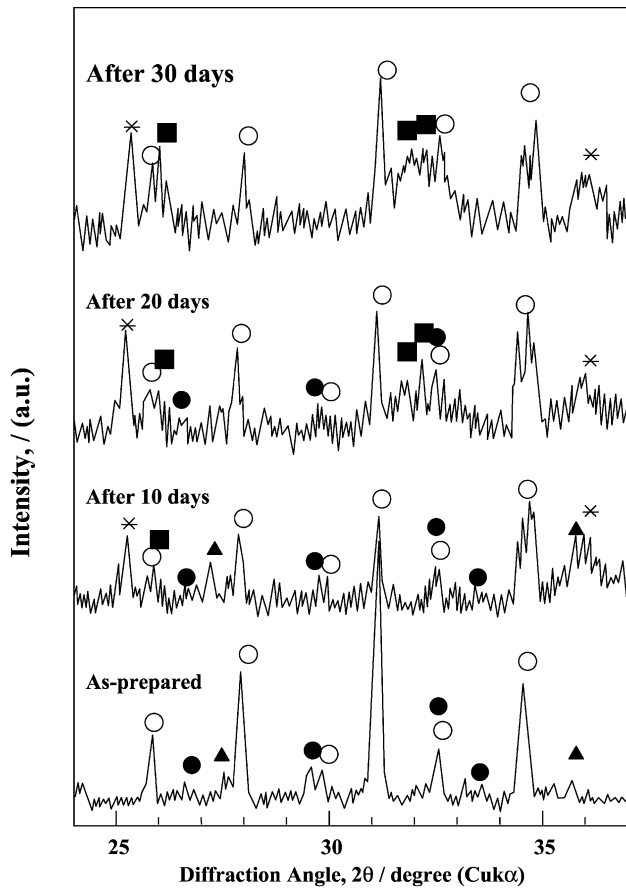 After 30 days
After 20 days
After 10 days
As-prepared
Intensity, / (a.u.)
25
30
35
Diffraction Angle, 2θ / degree (Cukα)